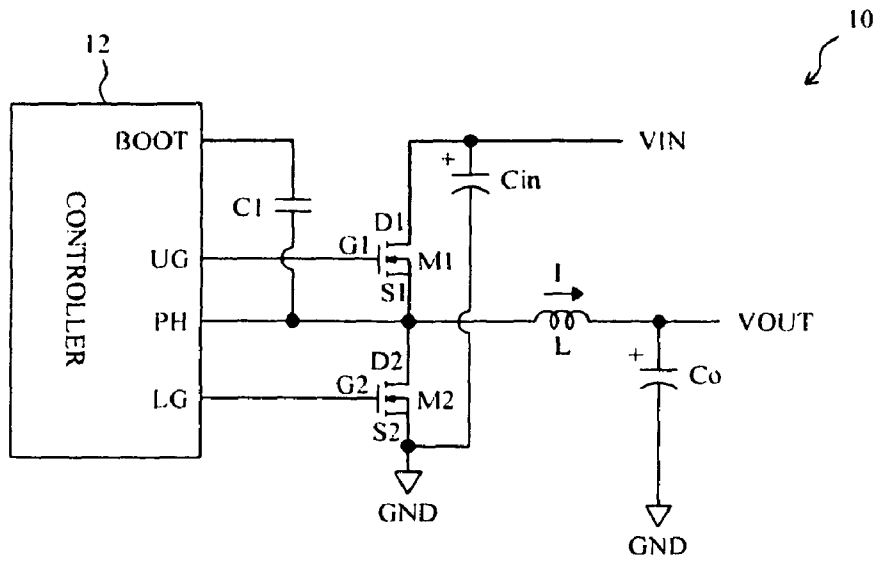 10
12
BOOT
VIN
+
Cin
C1
D1
CONTROLLER
UG
G1
M1
S1
I
PH
VOUT
L
D2
+
Co
G2
LG
M2
S2
GND
GND